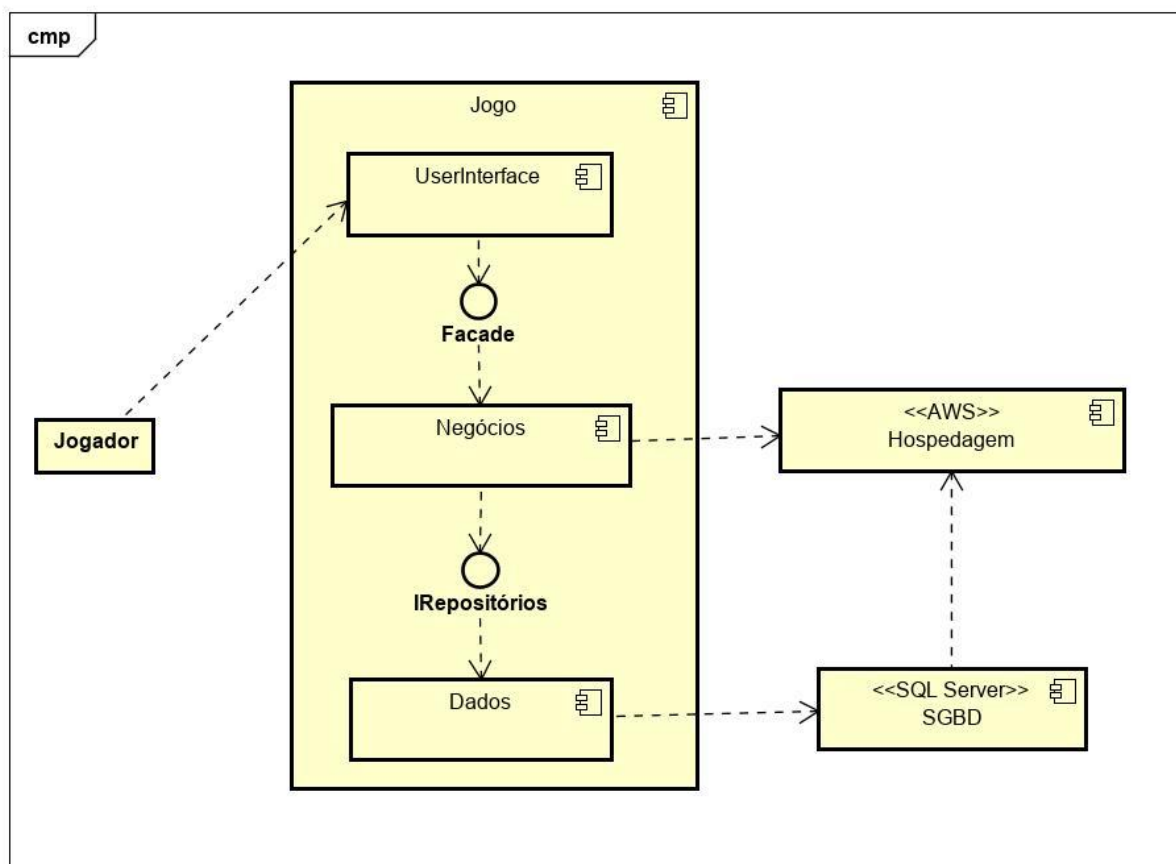 cmp
Jogo
UserInterface
Facade
Negócios
<<AWS>>
Hospedagem
Jogador
IRepositórios
Dados
<<SQL Server>>
SGBD